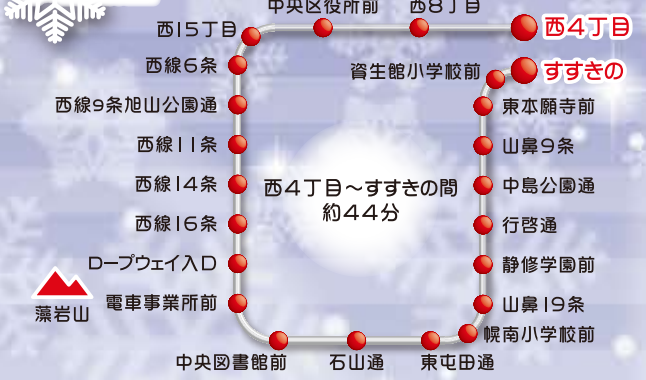 中央区役所前
西8丁目
西15丁目
西4丁目
西線6条
資生館小学校前
すすきの
西線9条旭山公園通
東本願寺前
西線11条
山鼻9条
西線14条
西4丁目～すすきの間
約44分
中島公園通
西線16条
行啓通
ロープウェイ入口
静修学園前
藻岩山
電車事業所前
山鼻19条
幌南小学校前
中央図書館前
石山通
東屯田通